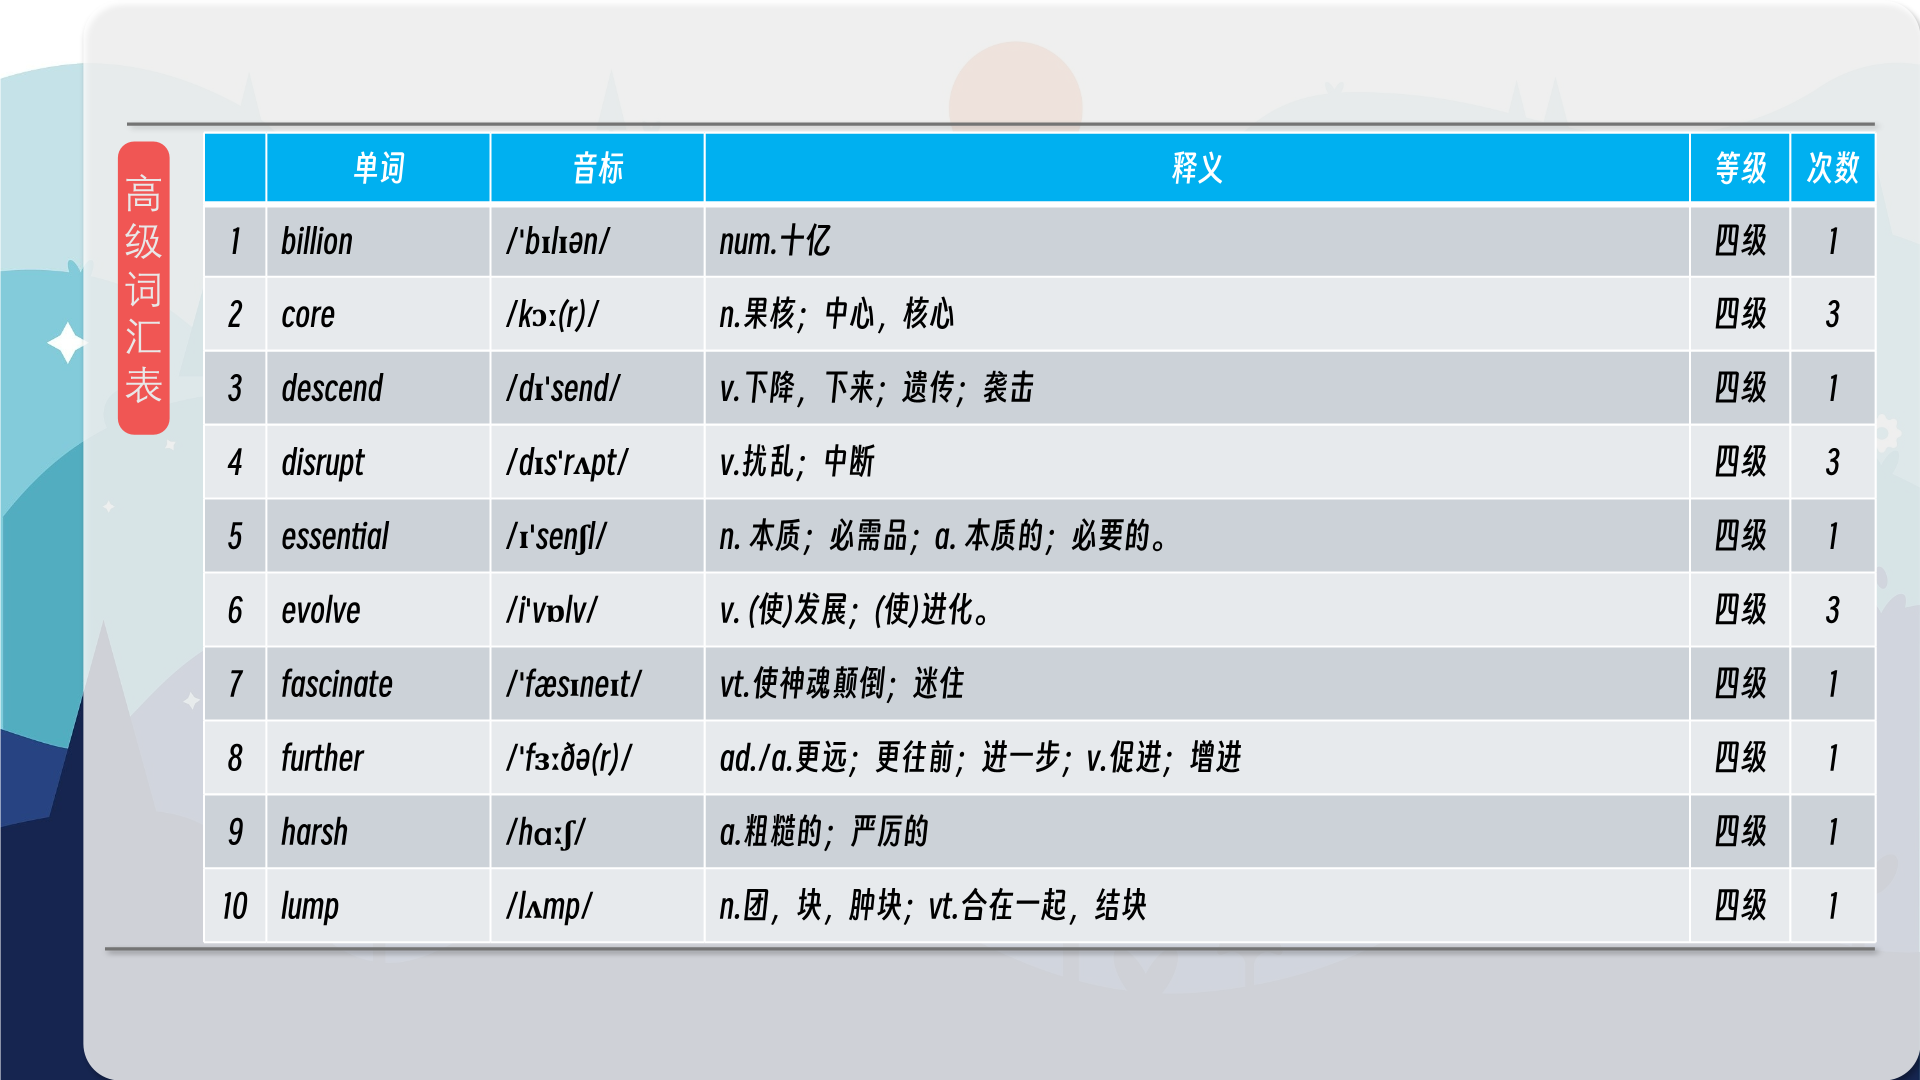 高级词汇表
单词 音标 释义 等级 次数
1 billion /'bɪlɪən/ num.十亿 四级 1
2 core /kɔː(r)/ n.果核；中心，核心 四级 3
3 descend /dɪ'send/ v.下降，下来；遗传；袭击 四级 1
4 disrupt /dɪs'rʌpt/ v.扰乱；中断 四级 3
5 essential /ɪ'senʃl/ n. 本质；必需品；a. 本质的；必要的。 四级 1
6 evolve /i'vɒlv/ v. (使)发展；(使)进化。 四级 3
7 fascinate /'fæsɪneɪt/ vt.使神魂颠倒；迷住 四级 1
8 further /'fɜːðə(r)/ ad./a.更远；更往前；进一步；v.促进；增进 四级 1
9 harsh /hɑːʃ/ a.粗糙的；严厉的 四级 1
10 lump /lʌmp/ n.团，块，肿块；vt.合在一起，结块 四级 1